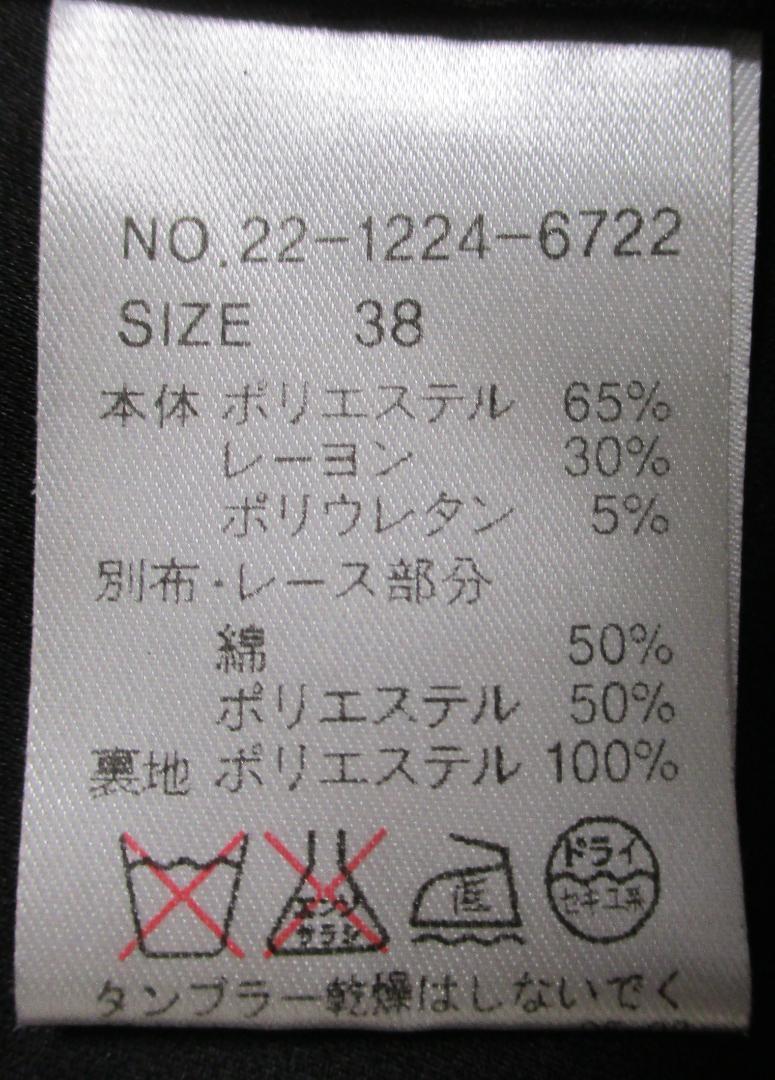 NO.22-1224-6722
SIZE 38
本体 ポリエステル 65%
レーヨン 30%
ポリウレタン 5%
別布・レース部分
綿 50%
ポリエステル 50%
裏地 ポリエステル 100%
エンソ
サラシ
低
ドライ
セキユ系
タンブラー乾燥はしないでく